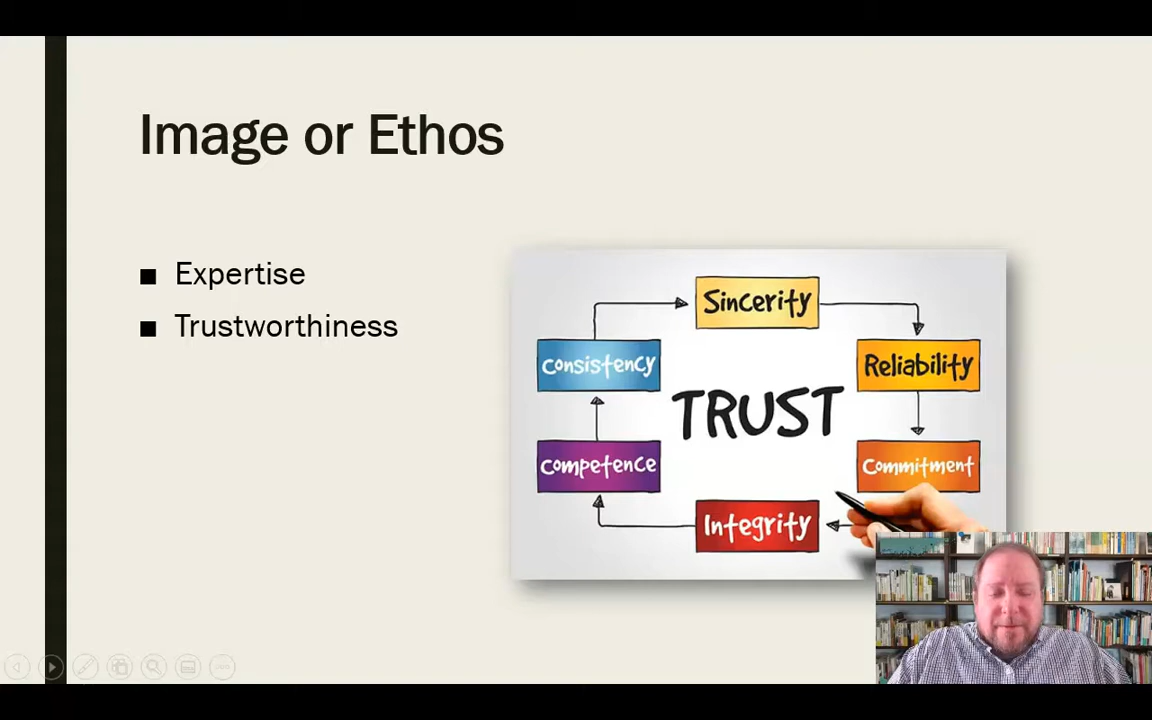 Image or Ethos
Expertise
Trustworthiness
Sincerity
Consistency
Reliability
TRUST
Competence
Commitment
Integrity